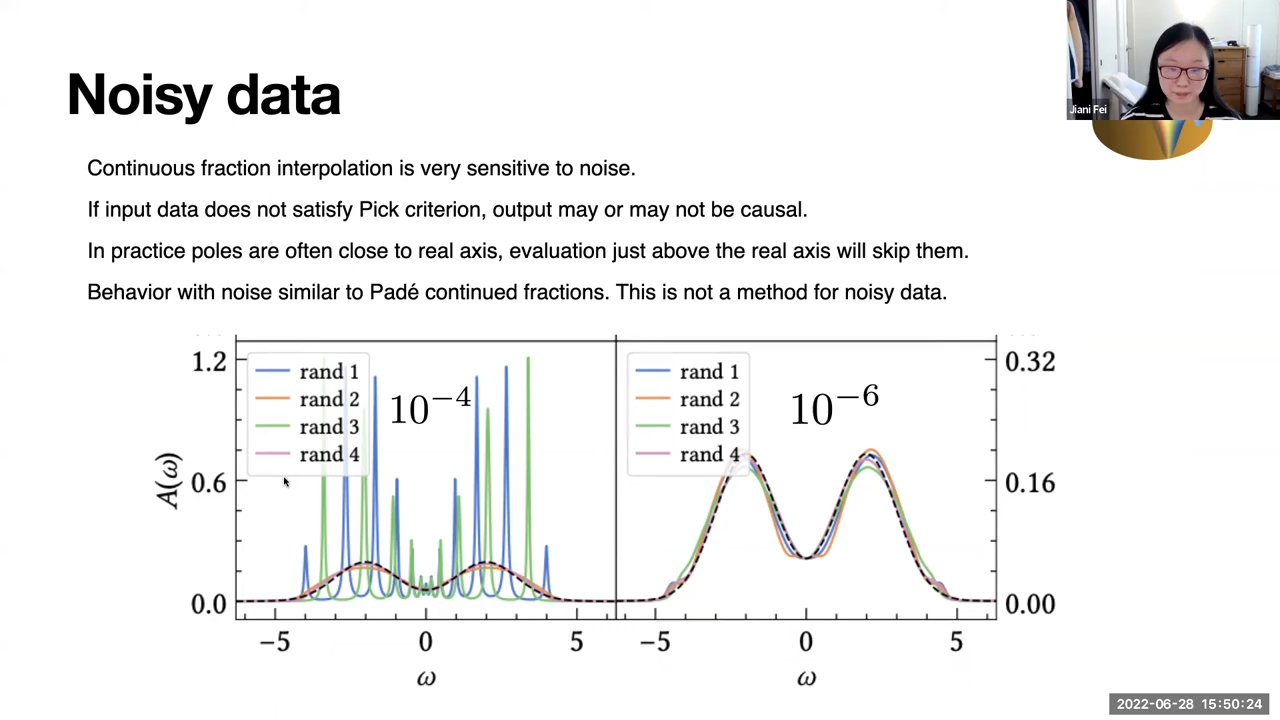 Noisy data
Jiani Fei
Continuous fraction interpolation is very sensitive to noise.
If input data does not satisfy Pick criterion, output may or may not be causal.
In practice poles are often close to real axis, evaluation just above the real axis will skip them.
Behavior with noise similar to Padé continued fractions. This is not a method for noisy data.
1.2
0.6
0.0
A(ω)
rand 1
rand 2
rand 3
rand 4
10⁻⁴
−5 0 5
ω
rand 1
rand 2
rand 3
rand 4
10⁻⁶
−5 0 5
ω
0.32
0.16
0.00
2022-06-28 15:50:24